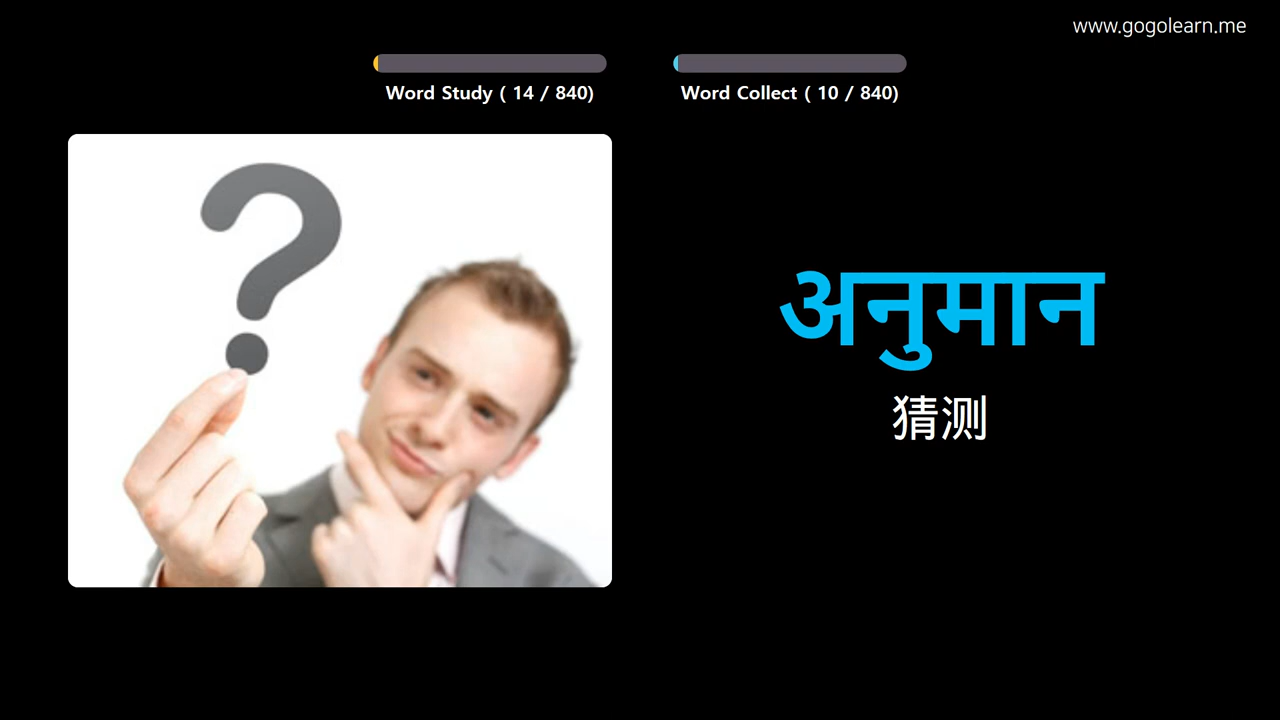 www.gogolearn.me
Word Study ( 14 / 840)
Word Collect ( 10 / 840)
?
अनुमान
猜测